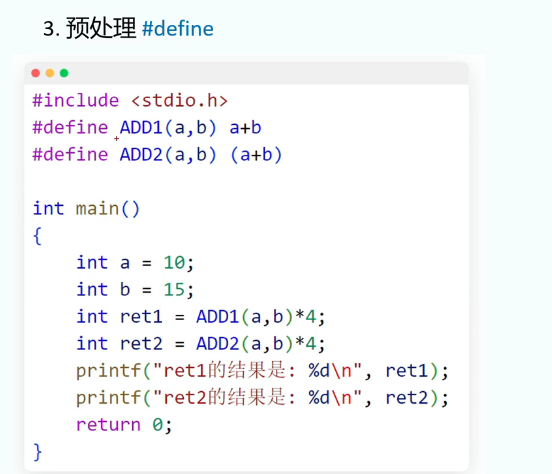 3. 预处理 #define
#include <stdio.h>
#define ADD1(a,b) a+b
#define ADD2(a,b) (a+b)
int main()
{
    int a = 10;
    int b = 15;
    int ret1 = ADD1(a,b)*4;
    int ret2 = ADD2(a,b)*4;
    printf("ret1的结果是: %d\n", ret1);
    printf("ret2的结果是: %d\n", ret2);
    return 0;
}